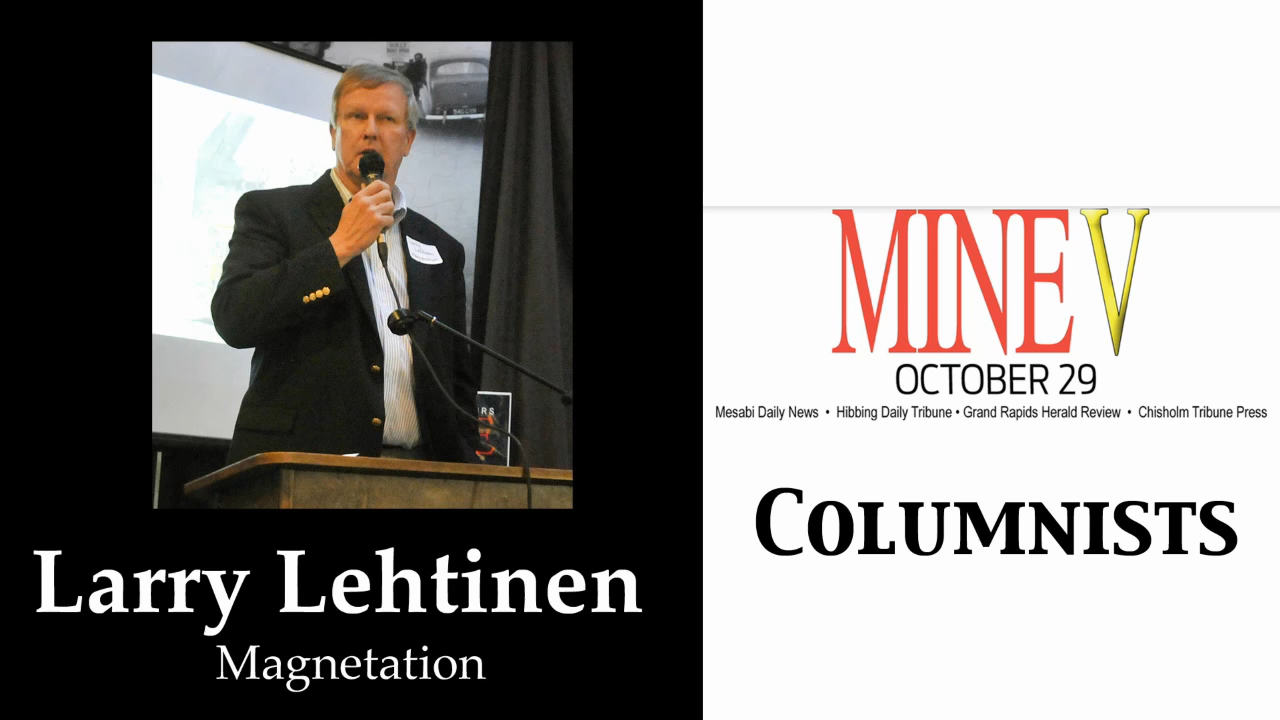 Larry Lehtinen
Magnetation
MINE V
OCTOBER 29
Mesabi Daily News • Hibbing Daily Tribune • Grand Rapids Herald Review • Chisholm Tribune Press
COLUMNISTS